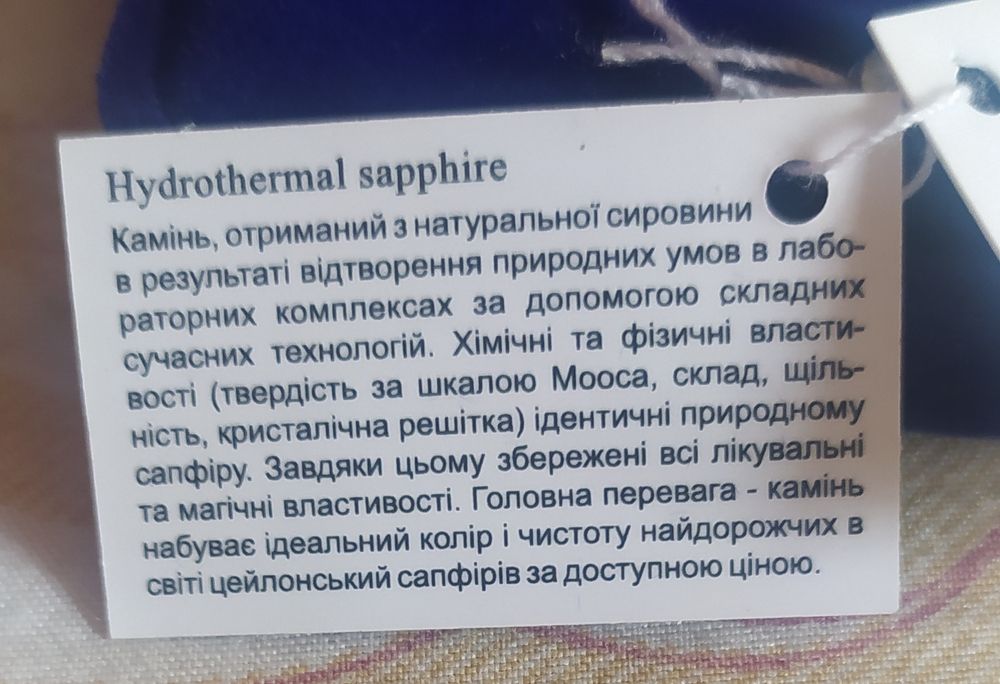 Hydrothermal sapphire
Камінь, отриманий з натуральної сировини
в результаті відтворення природних умов в лабо-
раторних комплексах за допомогою складних
сучасних технологій. Хімічні та фізичні власти-
вості (твердість за шкалою Мооса, склад, щіль-
ність, кристалічна решітка) ідентичні природному
сапфіру. Завдяки цьому збережені всі лікувальні
та магічні властивості. Головна перевага - камінь
набуває ідеальний колір і чистоту найдорожчих в
світі цейлонський сапфірів за доступною ціною.